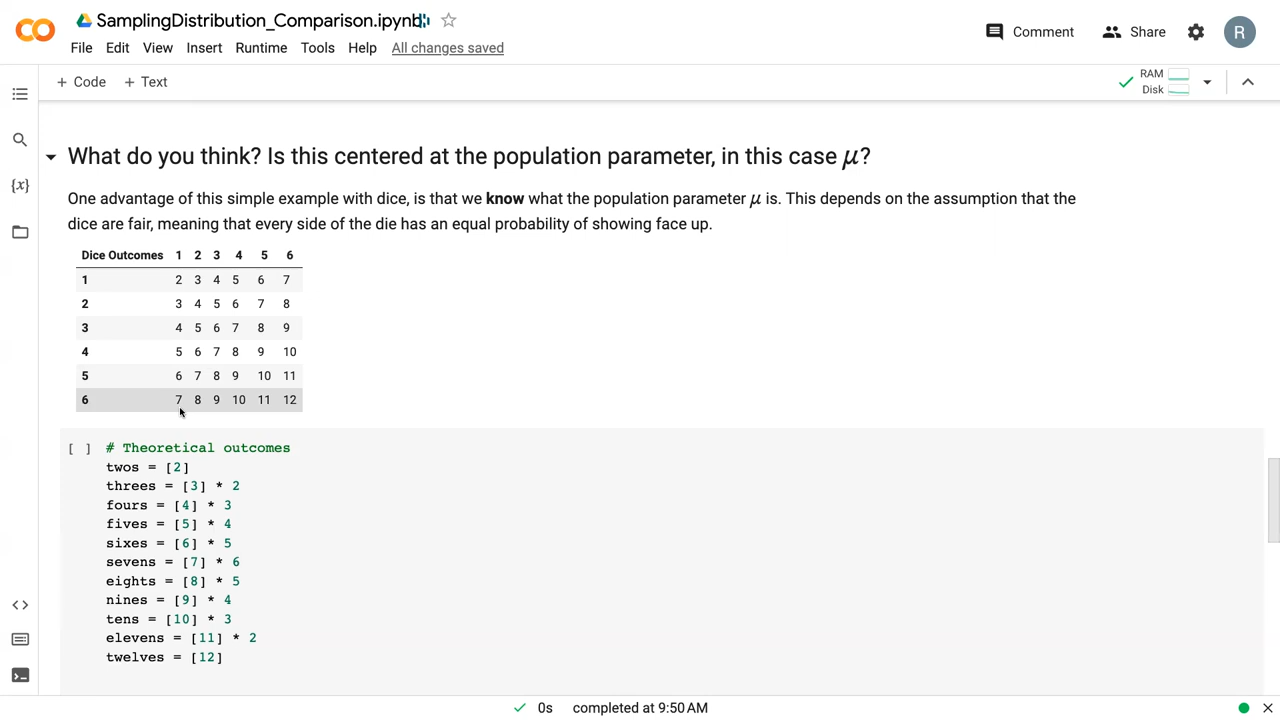 SamplingDistribution_Comparison.ipynb
File Edit View Insert Runtime Tools Help All changes saved
Comment Share R
+ Code + Text
RAM
Disk
What do you think? Is this centered at the population parameter, in this case μ?
One advantage of this simple example with dice, is that we know what the population parameter μ is. This depends on the assumption that the
dice are fair, meaning that every side of the die has an equal probability of showing face up.
Dice Outcomes 1 2 3 4 5 6
1 2 3 4 5 6 7
2 3 4 5 6 7 8
3 4 5 6 7 8 9
4 5 6 7 8 9 10
5 6 7 8 9 10 11
6 7 8 9 10 11 12
[ ] # Theoretical outcomes
twos = [2]
threes = [3] * 2
fours = [4] * 3
fives = [5] * 4
sixes = [6] * 5
sevens = [7] * 6
eights = [8] * 5
nines = [9] * 4
tens = [10] * 3
elevens = [11] * 2
twelves = [12]
0s completed at 9:50 AM